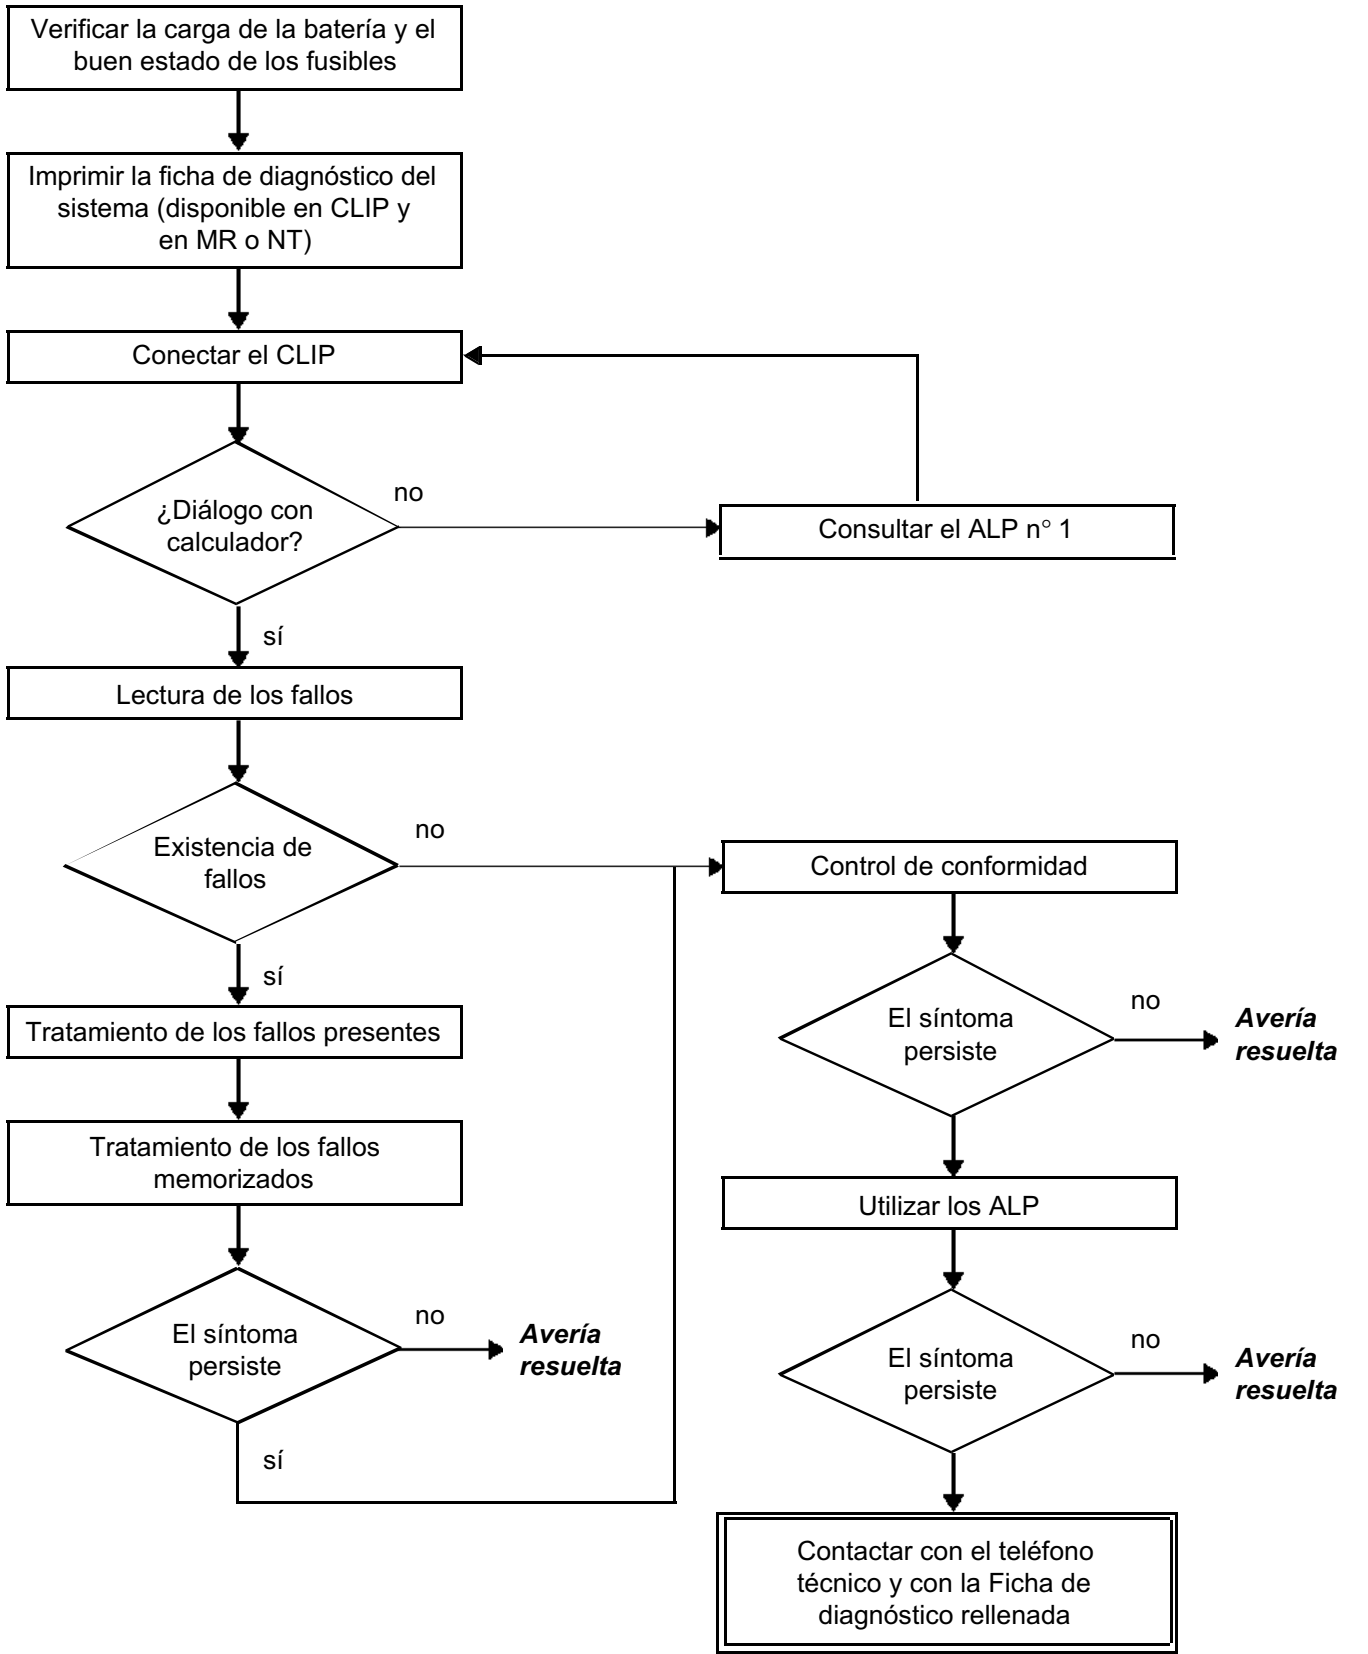 Verificar la carga de la batería y el
buen estado de los fusibles
Imprimir la ficha de diagnóstico del
sistema (disponible en CLIP y
en MR o NT)
Conectar el CLIP
¿Diálogo con
calculador?
no
Consultar el ALP n° 1
sí
Lectura de los fallos
Existencia de
fallos
no
sí
Tratamiento de los fallos presentes
Tratamiento de los fallos
memorizados
El síntoma
persiste
no
Avería
resuelta
sí
Control de conformidad
El síntoma
persiste
no
Avería
resuelta
Utilizar los ALP
El síntoma
persiste
no
Avería
resuelta
Contactar con el teléfono
técnico y con la Ficha de
diagnóstico rellenada